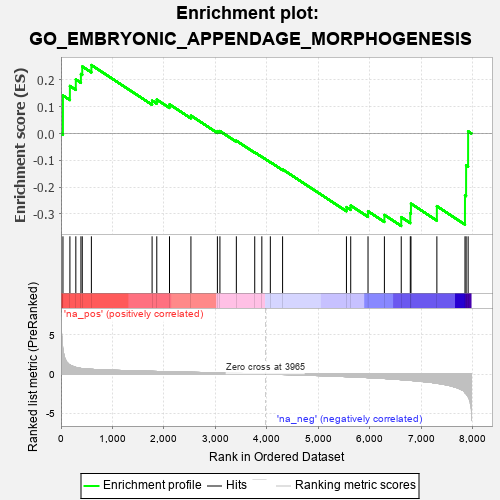 Enrichment plot:
GO_EMBRYONIC_APPENDAGE_MORPHOGENESIS
Enrichment score (ES)
0.2
0.1
0.0
-0.1
-0.2
-0.3
'na_pos' (positively correlated)
Ranked list metric (PreRanked)
5
0
-5
Zero cross at 3965
'na_neg' (negatively correlated)
0 1,000 2,000 3,000 4,000 5,000 6,000 7,000 8,000
Rank in Ordered Dataset
Enrichment profile Hits Ranking metric scores